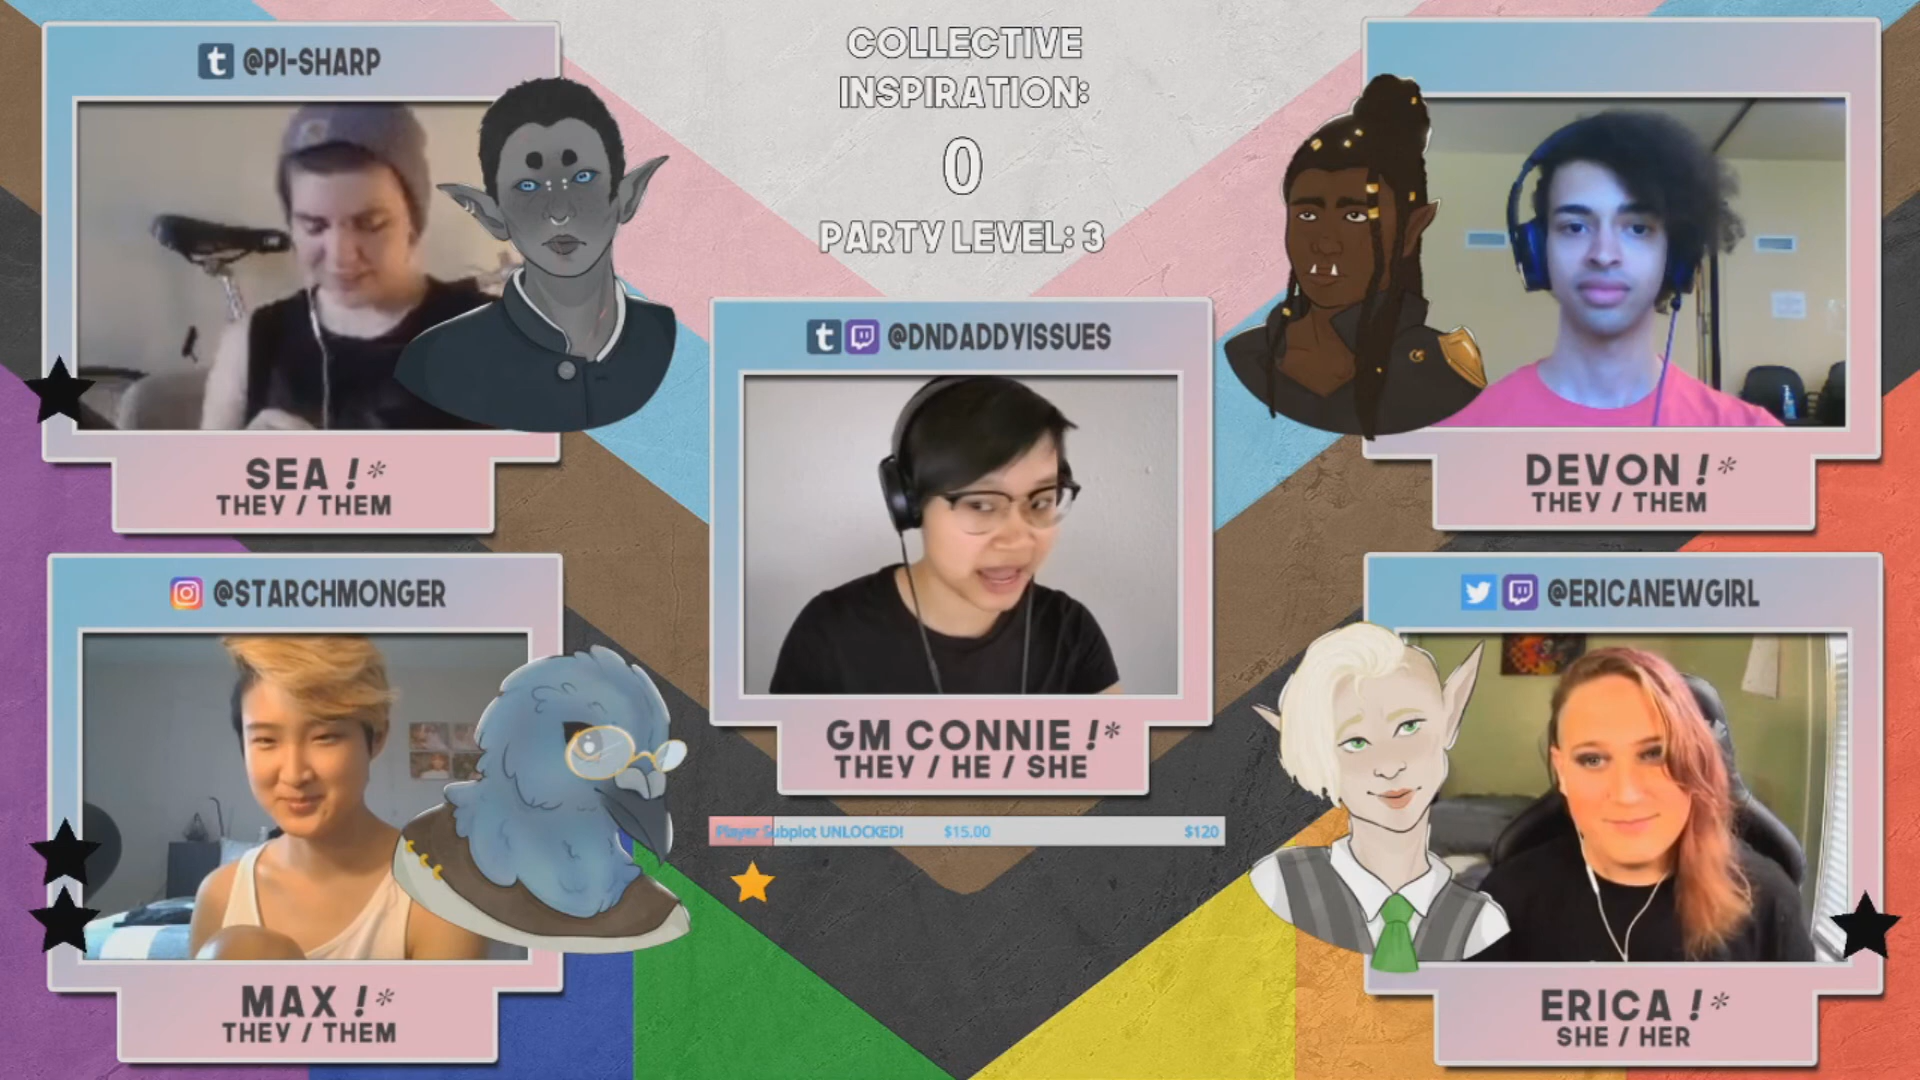 @PI-SHARP
SEA !*
THEY / THEM
COLLECTIVE
INSPIRATION:
0
PARTY LEVEL: 3
DEVON !*
THEY / THEM
@DNDADDYISSUES
GM CONNIE !*
THEY / HE / SHE
@STARCHMONGER
MAX !*
THEY / THEM
@ERICANEWGIRL
ERICA !*
SHE / HER
Player Subplot UNLOCKED! $15.00 $120